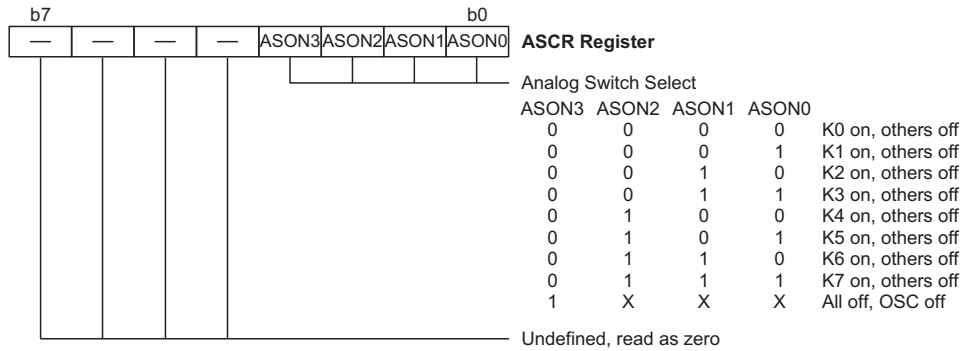 b7 b0
— — — — ASON3 ASON2 ASON1 ASON0 ASCR Register
Analog Switch Select
ASON3 ASON2 ASON1 ASON0
0 0 0 0 K0 on, others off
0 0 0 1 K1 on, others off
0 0 1 0 K2 on, others off
0 0 1 1 K3 on, others off
0 1 0 0 K4 on, others off
0 1 0 1 K5 on, others off
0 1 1 0 K6 on, others off
0 1 1 1 K7 on, others off
1 X X X All off, OSC off
Undefined, read as zero